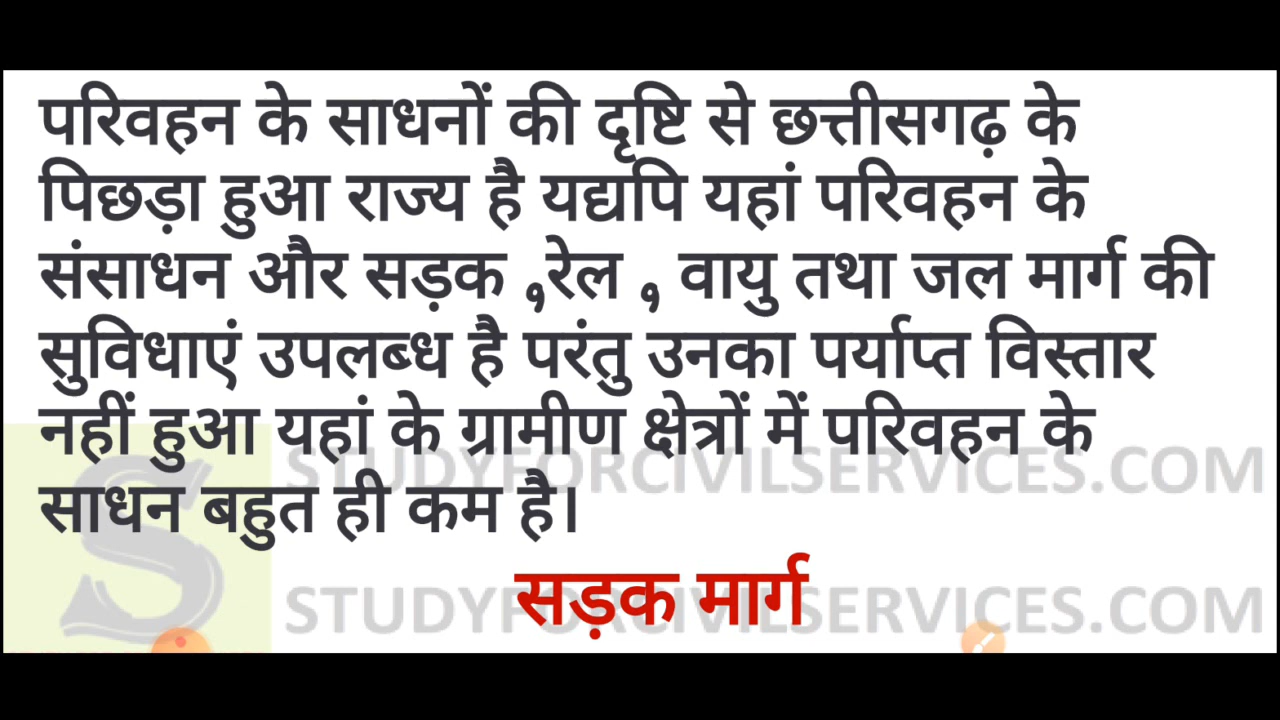 परिवहन के साधनों की दृष्टि से छत्तीसगढ़ के
पिछड़ा हुआ राज्य है यद्यपि यहां परिवहन के
संसाधन और सड़क ,रेल , वायु तथा जल मार्ग की
सुविधाएं उपलब्ध है परंतु उनका पर्याप्त विस्तार
नहीं हुआ यहां के ग्रामीण क्षेत्रों में परिवहन के
STUDYFORCIVILSERVICES.COM
साधन बहुत ही कम है।
सड़क मार्ग
STUDYFORCIVILSERVICES.COM
S